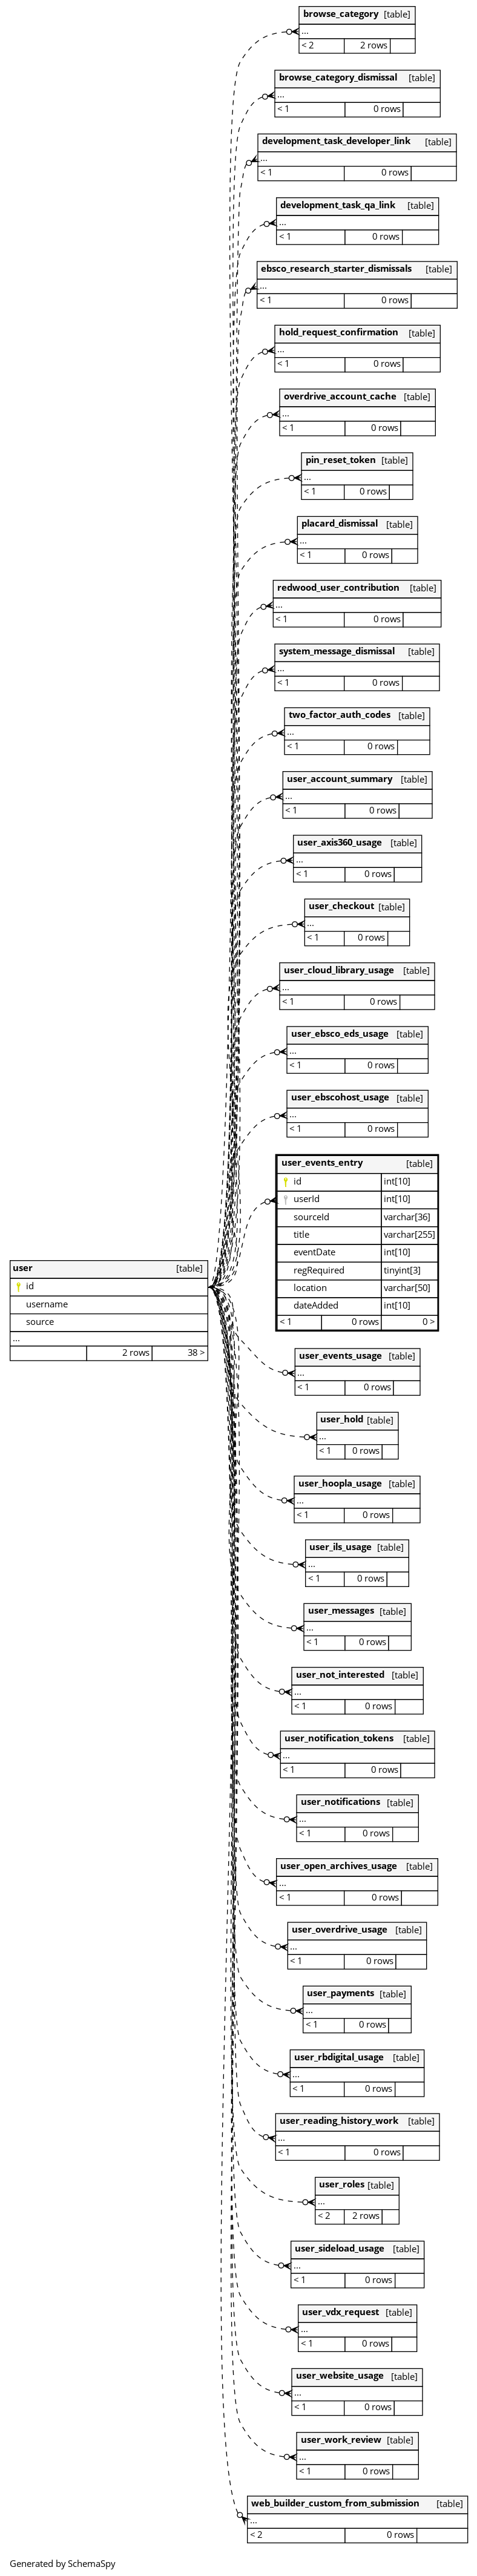 browse_category [table]
...
< 2 2 rows
browse_category_dismissal [table]
...
< 1 0 rows
development_task_developer_link [table]
...
< 1 0 rows
development_task_qa_link [table]
...
< 1 0 rows
ebsco_research_starter_dismissals [table]
...
< 1 0 rows
hold_request_confirmation [table]
...
< 1 0 rows
overdrive_account_cache [table]
...
< 1 0 rows
pin_reset_token [table]
...
< 1 0 rows
placard_dismissal [table]
...
< 1 0 rows
redwood_user_contribution [table]
...
< 1 0 rows
system_message_dismissal [table]
...
< 1 0 rows
two_factor_auth_codes [table]
...
< 1 0 rows
user_account_summary [table]
...
< 1 0 rows
user_axis360_usage [table]
...
< 1 0 rows
user_checkout [table]
...
< 1 0 rows
user_cloud_library_usage [table]
...
< 1 0 rows
user_ebsco_eds_usage [table]
...
< 1 0 rows
user_ebscohost_usage [table]
...
< 1 0 rows
user_events_entry [table]
id int[10]
userId int[10]
sourceId varchar[36]
title varchar[255]
eventDate int[10]
regRequired tinyint[3]
location varchar[50]
dateAdded int[10]
< 1 0 rows 0 >
user [table]
id
username
source
...
2 rows 38 >
user_events_usage [table]
...
< 1 0 rows
user_hold [table]
...
< 1 0 rows
user_hoopla_usage [table]
...
< 1 0 rows
user_ils_usage [table]
...
< 1 0 rows
user_messages [table]
...
< 1 0 rows
user_not_interested [table]
...
< 1 0 rows
user_notification_tokens [table]
...
< 1 0 rows
user_notifications [table]
...
< 1 0 rows
user_open_archives_usage [table]
...
< 1 0 rows
user_overdrive_usage [table]
...
< 1 0 rows
user_payments [table]
...
< 1 0 rows
user_rbdigital_usage [table]
...
< 1 0 rows
user_reading_history_work [table]
...
< 1 0 rows
user_roles [table]
...
< 2 2 rows
user_sideload_usage [table]
...
< 1 0 rows
user_vdx_request [table]
...
< 1 0 rows
user_website_usage [table]
...
< 1 0 rows
user_work_review [table]
...
< 1 0 rows
web_builder_custom_from_submission [table]
...
< 2 0 rows
Generated by SchemaSpy